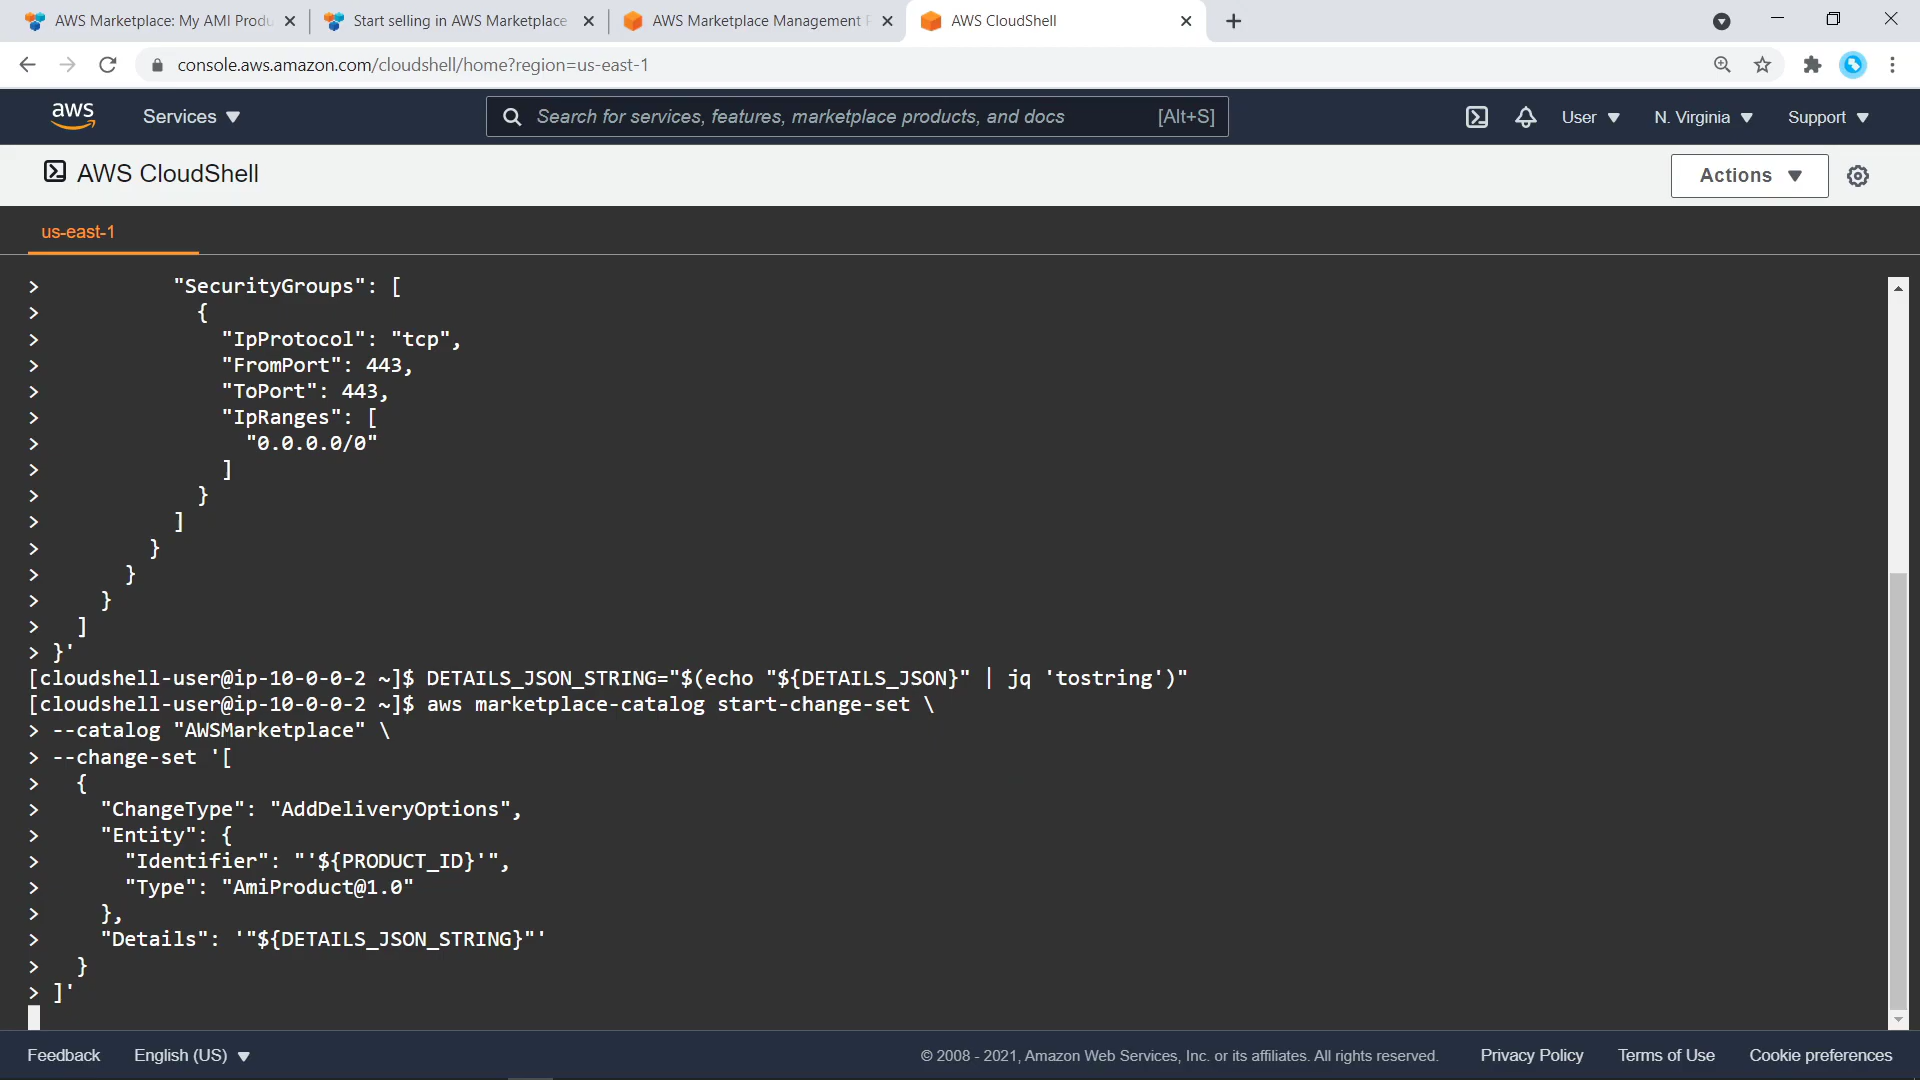 AWS Marketplace: My AMI Produ
Start selling in AWS Marketplace
AWS Marketplace Management P
AWS CloudShell
console.aws.amazon.com/cloudshell/home?region=us-east-1
aws
Services
Search for services, features, marketplace products, and docs [Alt+S]
User
N. Virginia
Support
AWS CloudShell
Actions
us-east-1
>           "SecurityGroups": [
>             {
>               "IpProtocol": "tcp",
>               "FromPort": 443,
>               "ToPort": 443,
>               "IpRanges": [
>                 "0.0.0.0/0"
>               ]
>             }
>           ]
>         }
>       }
>     }
>   ]
> }'
[cloudshell-user@ip-10-0-0-2 ~]$ DETAILS_JSON_STRING="$(echo "${DETAILS_JSON}" | jq 'tostring')"
[cloudshell-user@ip-10-0-0-2 ~]$ aws marketplace-catalog start-change-set \
> --catalog "AWSMarketplace" \
> --change-set '[
>   {
>     "ChangeType": "AddDeliveryOptions",
>     "Entity": {
>       "Identifier": "'${PRODUCT_ID}'",
>       "Type": "AmiProduct@1.0"
>     },
>     "Details": '"${DETAILS_JSON_STRING}"'
>   }
> ]'
Feedback
English (US)
© 2008 - 2021, Amazon Web Services, Inc. or its affiliates. All rights reserved.
Privacy Policy
Terms of Use
Cookie preferences